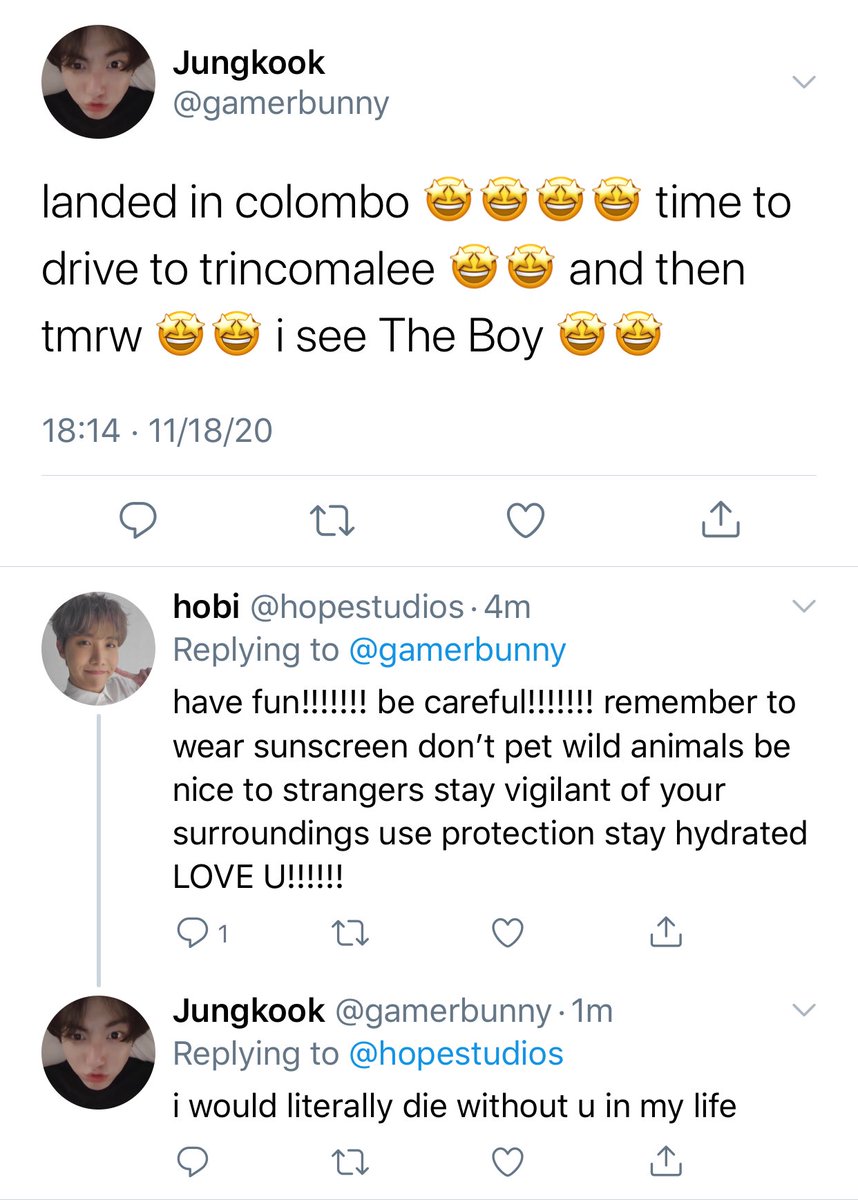 Jungkook
@gamerbunny
landed in colombo 🤩🤩🤩🤩 time to
drive to trincomalee 🤩🤩 and then
tmrw 🤩🤩 i see The Boy 🤩🤩
18:14 · 11/18/20
hobi @hopestudios · 4m
Replying to @gamerbunny
have fun!!!!!!! be careful!!!!!!! remember to
wear sunscreen don’t pet wild animals be
nice to strangers stay vigilant of your
surroundings use protection stay hydrated
LOVE U!!!!!!
1
Jungkook @gamerbunny · 1m
Replying to @hopestudios
i would literally die without u in my life